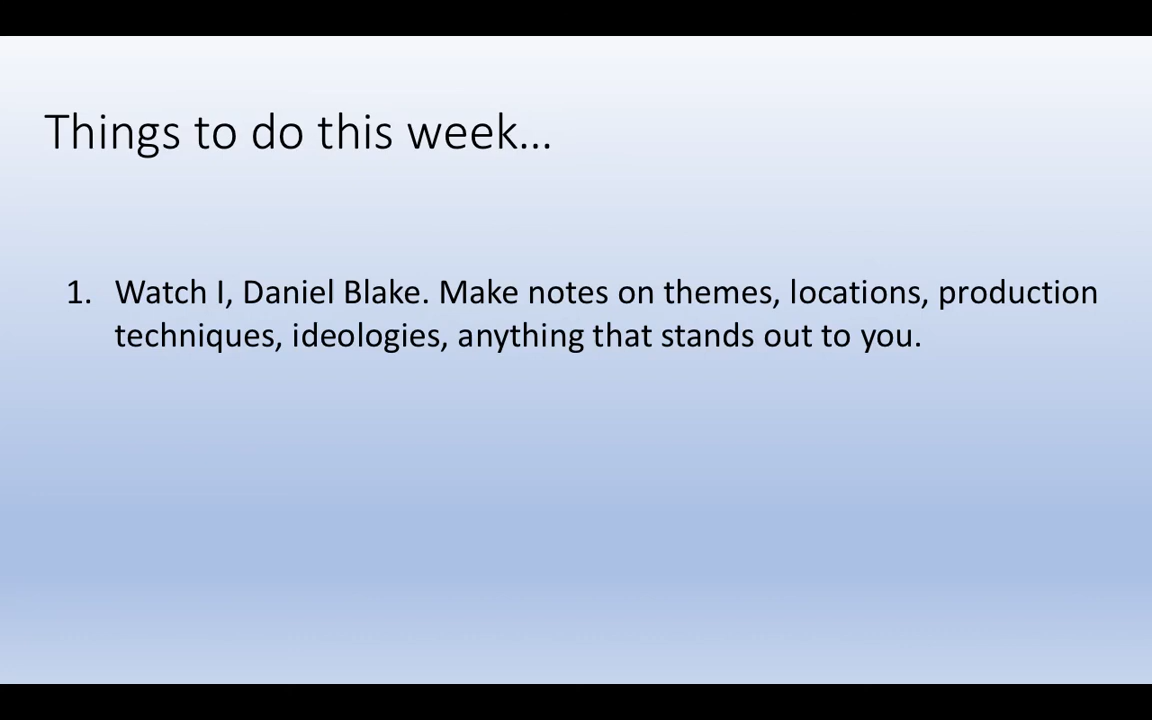 Things to do this week...
1. Watch I, Daniel Blake. Make notes on themes, locations, production
techniques, ideologies, anything that stands out to you.